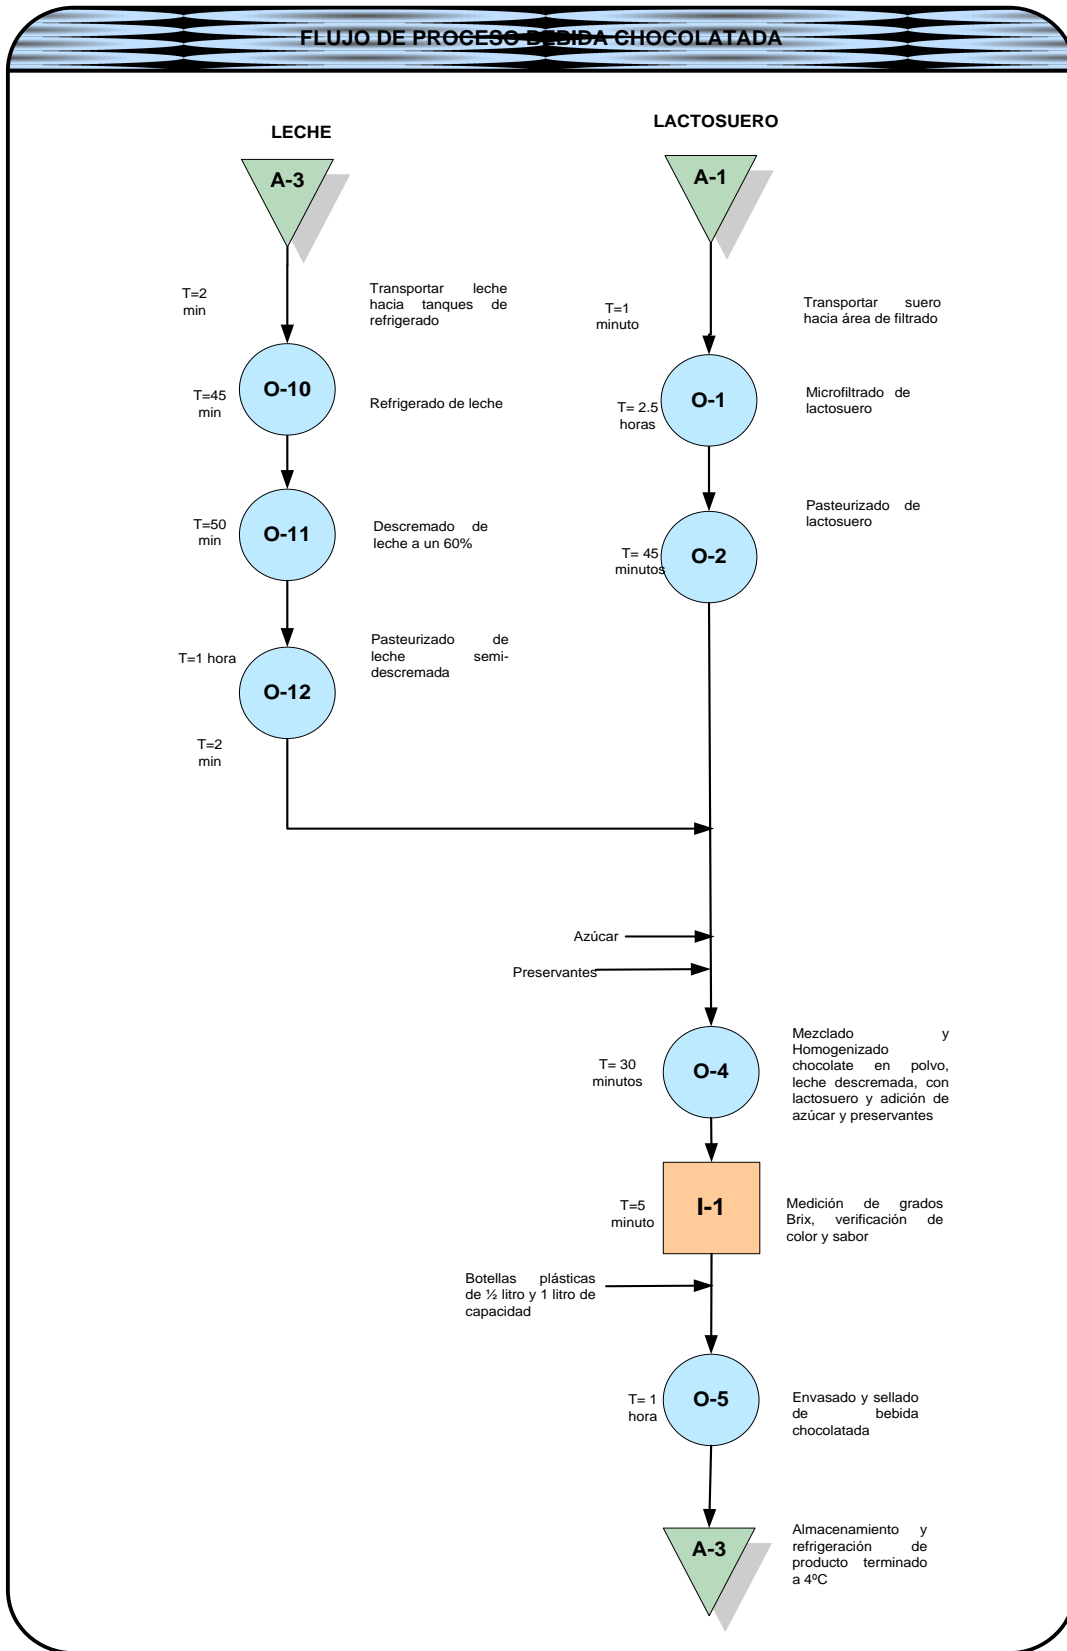 FLUJO DE PROCESO BEBIDA CHOCOLATADA
LECHE
A-3
T=2
min
Transportar leche
hacia tanques de
refrigerado
O-10
T=45
min
Refrigerado de leche
O-11
T=50
min
Descremado de
leche a un 60%
O-12
T=1 hora
Pasteurizado de
leche semi-
descremada
T=2
min
LACTOSUERO
A-1
T=1
minuto
Transportar suero
hacia área de filtrado
O-1
T= 2.5
horas
Microfiltrado de
lactosuero
O-2
T= 45
minutos
Pasteurizado de
lactosuero
Azúcar
Preservantes
O-4
T= 30
minutos
Mezclado y
Homogenizado
chocolate en polvo,
leche descremada, con
lactosuero y adición de
azúcar y preservantes
I-1
T=5
minuto
Medición de grados
Brix, verificación de
color y sabor
Botellas plásticas
de ½ litro y 1 litro de
capacidad
O-5
T= 1
hora
Envasado y sellado
de bebida
chocolatada
A-3
Almacenamiento y
refrigeración de
producto terminado
a 4ºC